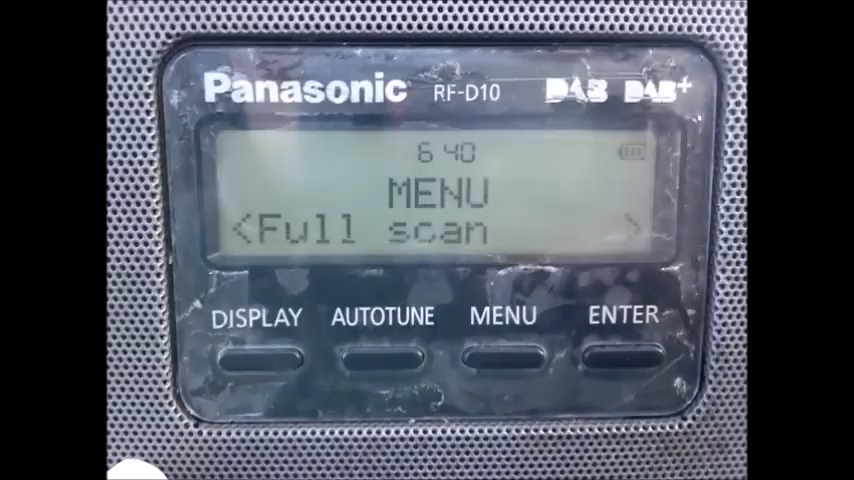 Panasonic RF-D10 DAB DAB+
6 40
MENU
<Full scan >
DISPLAY AUTOTUNE MENU ENTER